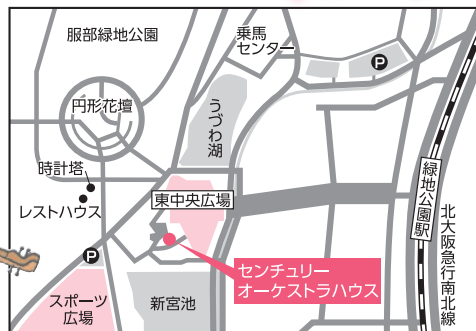 服部緑地公園
乗馬
センター
P
円形花壇
うづわ湖
時計塔
レストハウス
東中央広場
緑地公園駅
北大阪急行南北線
P
センチュリー
オーケストラハウス
スポーツ
広場
新宮池